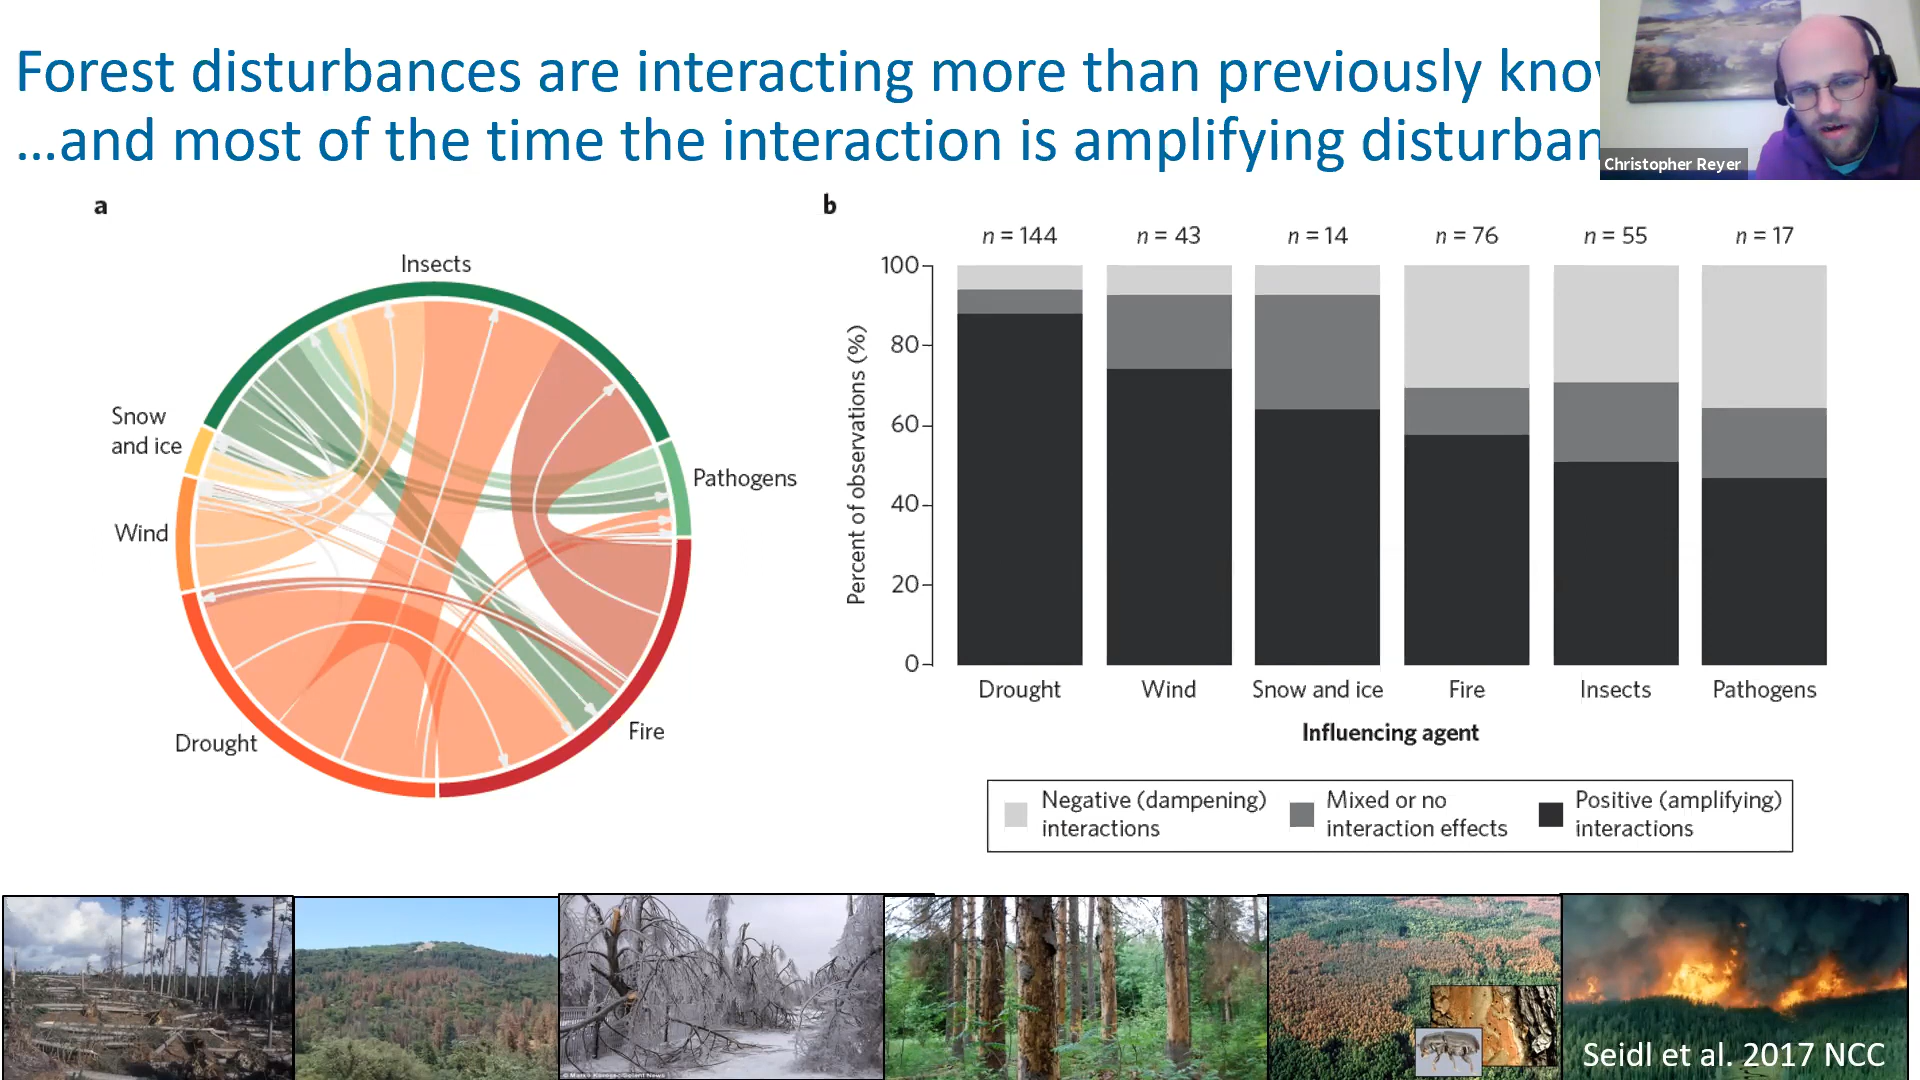 Forest disturbances are interacting more than previously kno
...and most of the time the interaction is amplifying disturban
Christopher Reyer
a
Insects
Snow
and ice
Wind
Drought
Pathogens
Fire
b
n = 144
n = 43
n = 14
n = 76
n = 55
n = 17
Percent of observations (%)
100
80
60
40
20
0
Drought
Wind
Snow and ice
Fire
Insects
Pathogens
Influencing agent
Negative (dampening)
interactions
Mixed or no
interaction effects
Positive (amplifying)
interactions
Seidl et al. 2017 NCC